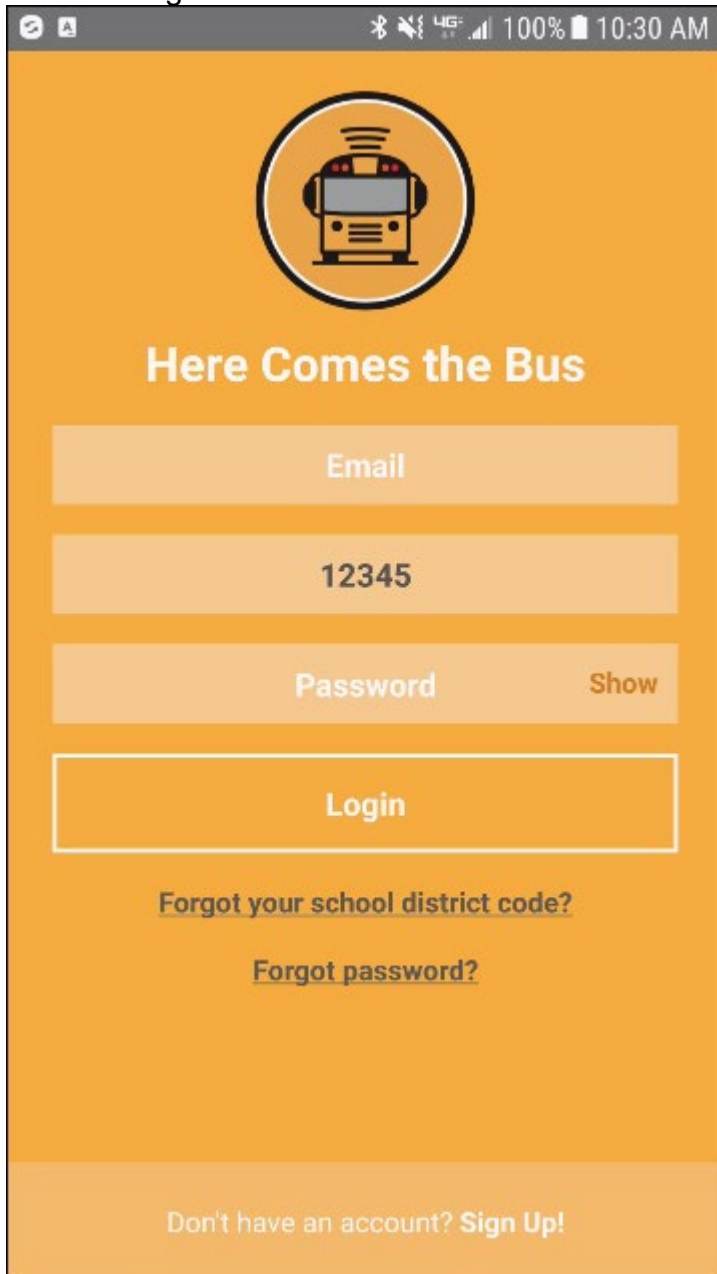 100% 10:30 AM
Here Comes the Bus
Email
12345
Password Show
Login
Forgot your school district code?
Forgot password?
Don't have an account? Sign Up!